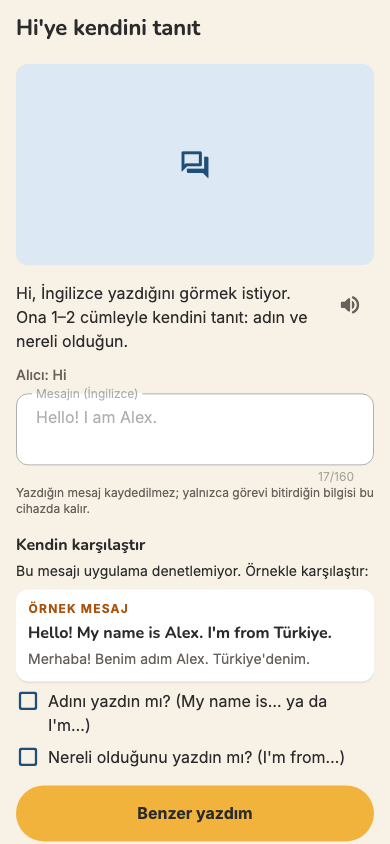 Hi'ye kendini tanıt
Hi, İngilizce yazdığını görmek istiyor.
Ona 1–2 cümleyle kendini tanıt: adın ve
nereli olduğun.
Alıcı: Hi
Mesajın (İngilizce)
Hello! I am Alex.
17/160
Yazdığın mesaj kaydedilmez; yalnızca görevi bitirdiğin bilgisi bu
cihazda kalır.
Kendin karşılaştır
Bu mesajı uygulama denetlemiyor. Örnekle karşılaştır:
ÖRNEK MESAJ
Hello! My name is Alex. I'm from Türkiye.
Merhaba! Benim adım Alex. Türkiye'denim.
Adını yazdın mı? (My name is... ya da
I'm...)
Nereli olduğunu yazdın mı? (I'm from...)
Benzer yazdım